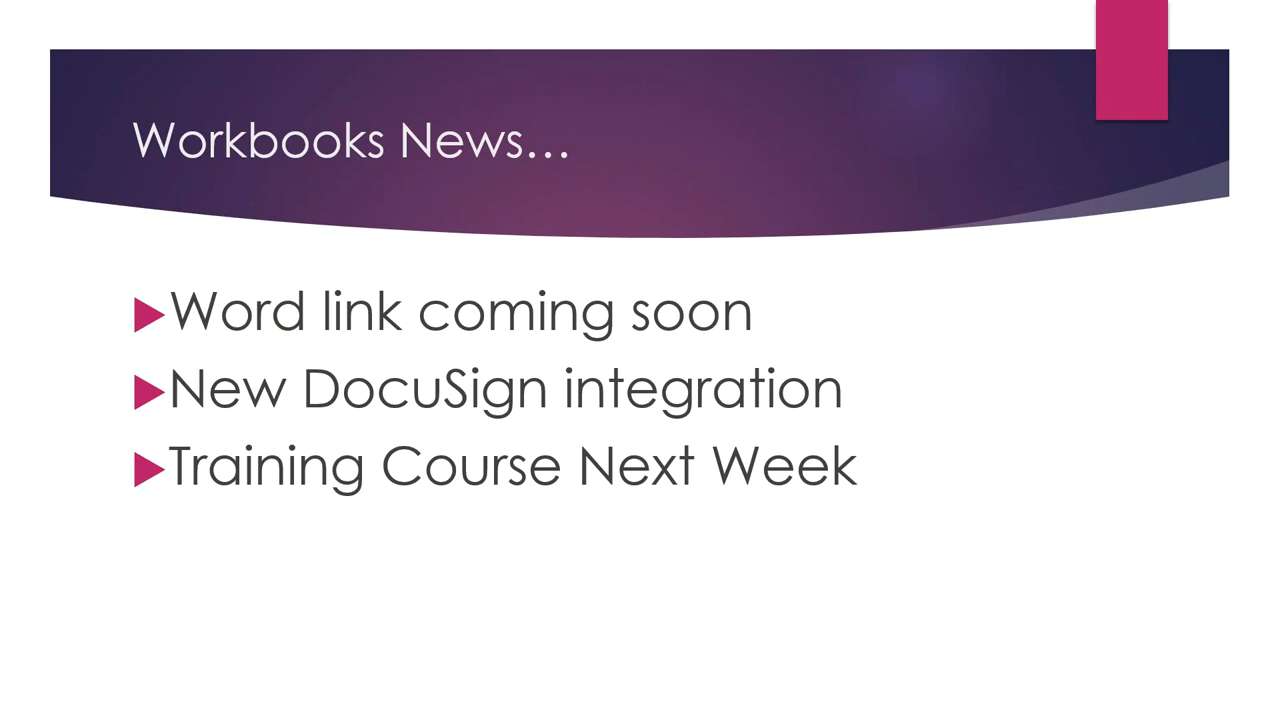 Workbooks News...
Word link coming soon
New DocuSign integration
Training Course Next Week